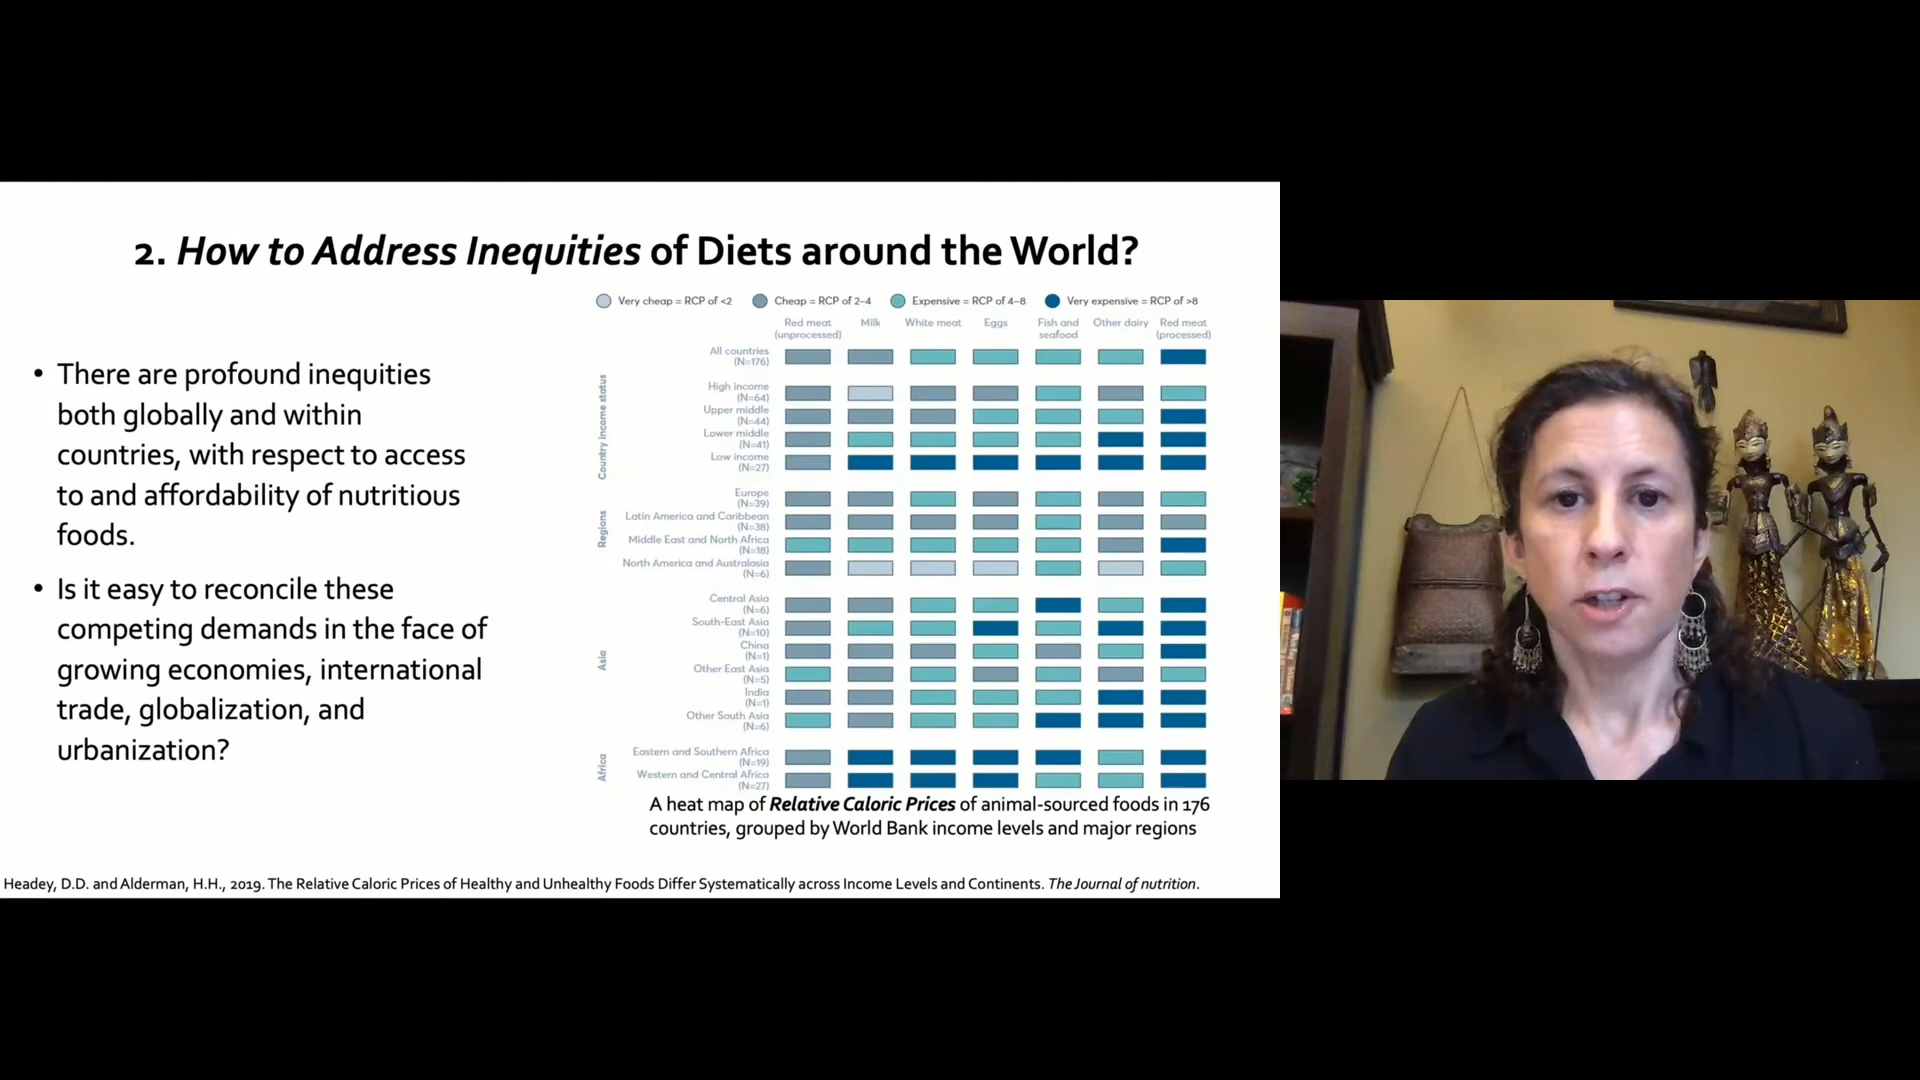 2. How to Address Inequities of Diets around the World?
• There are profound inequities
both globally and within
countries, with respect to access
to and affordability of nutritious
foods.
• Is it easy to reconcile these
competing demands in the face of
growing economies, international
trade, globalization, and
urbanization?
Very cheap = RCP of <2 Cheap = RCP of 2–4 Expensive = RCP of 4–8 Very expensive = RCP of >8
Red meat (unprocessed) Milk White meat Eggs Fish and seafood Other dairy Red meat (processed)
All countries
(N=176)
Country income status
High income
(N=64)
Upper middle
(N=44)
Lower middle
(N=41)
Low income
(N=27)
Regions
Europe
(N=39)
Latin America and Caribbean
(N=38)
Middle East and North Africa
(N=18)
North America and Australasia
(N=6)
Asia
Central Asia
(N=6)
South-East Asia
(N=10)
China
(N=1)
Other East Asia
(N=5)
India
(N=1)
Other South Asia
(N=6)
Africa
Eastern and Southern Africa
(N=19)
Western and Central Africa
(N=27)
A heat map of Relative Caloric Prices of animal-sourced foods in 176
countries, grouped by World Bank income levels and major regions
Headey, D.D. and Alderman, H.H., 2019. The Relative Caloric Prices of Healthy and Unhealthy Foods Differ Systematically across Income Levels and Continents. The Journal of nutrition.